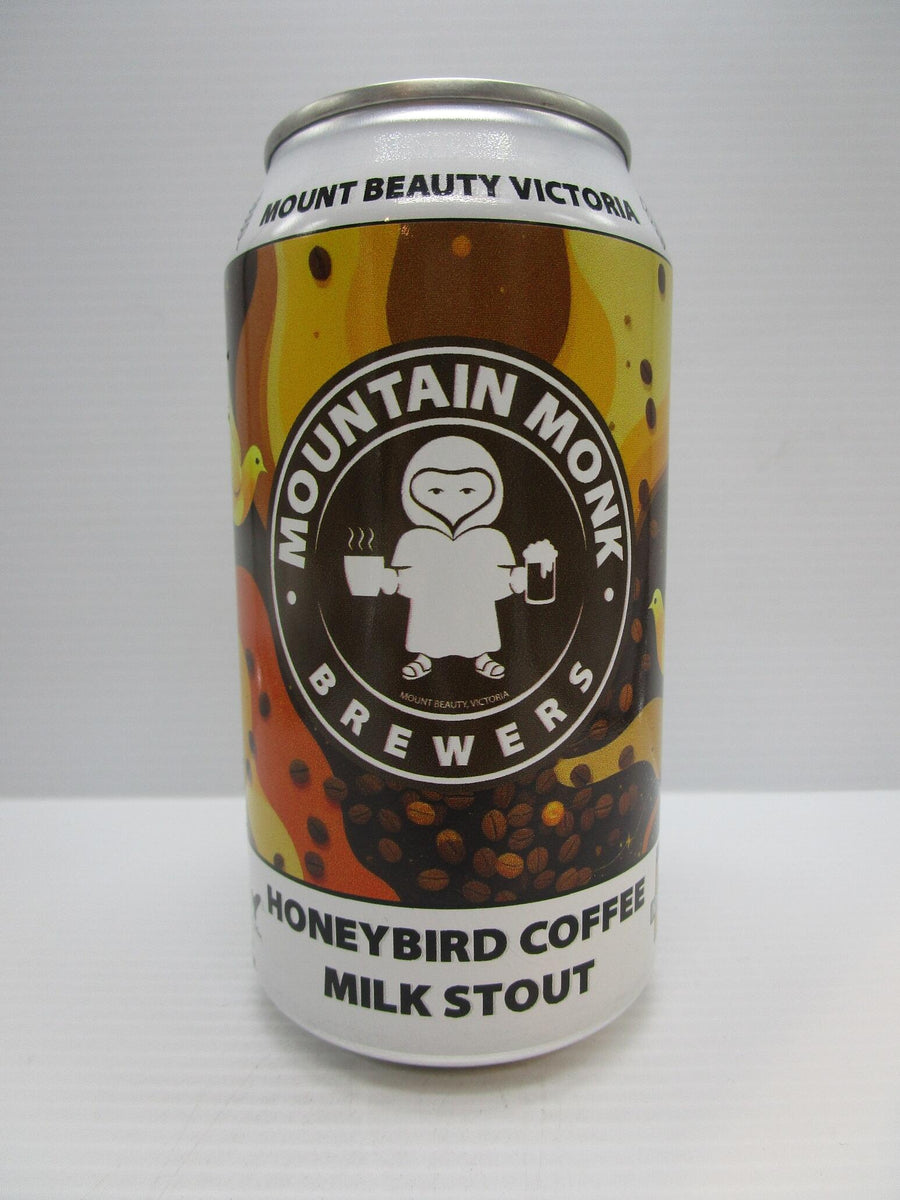 MOUNT BEAUTY VICTORIA
MOUNTAIN MONK
• BREWERS •
MOUNT BEAUTY, VICTORIA
HONEYBIRD COFFEE
MILK STOUT